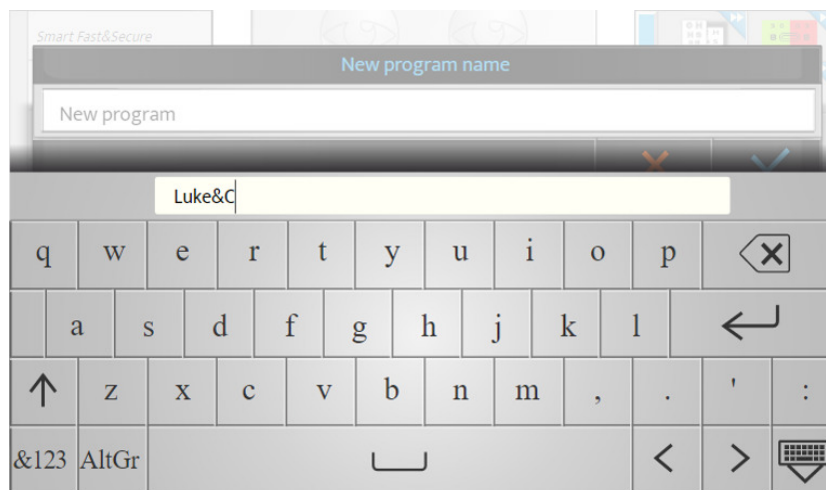 Smart Fast&Secure
New program name
New program
Luke&C
q w e r t y u i o p
a s d f g h j k l
z x c v b n m , . ' :
&123 AltGr